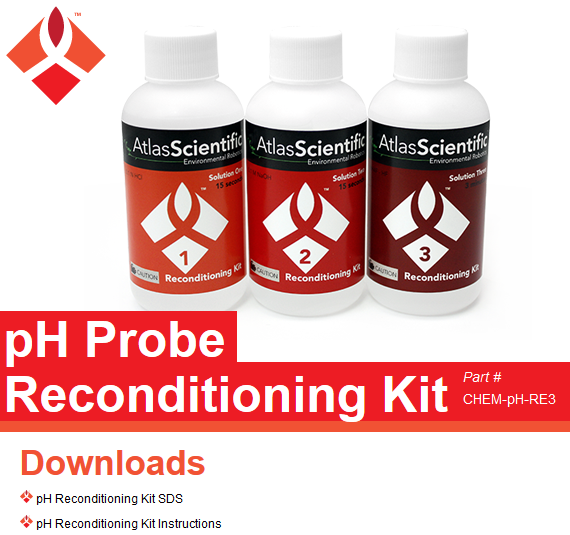 AtlasScientific
Environmental Robotics
Solution One
15 seconds
1
CAUTION
Reconditioning Kit
AtlasScientific
Environmental Robotics
Solution Two
15 seconds
2
CAUTION
Reconditioning Kit
AtlasScientific
Environmental
Solution Three
3
CAUTION
Reconditioning Kit
pH Probe
Reconditioning Kit
Part #
CHEM-pH-RE3
Downloads
pH Reconditioning Kit SDS
pH Reconditioning Kit Instructions